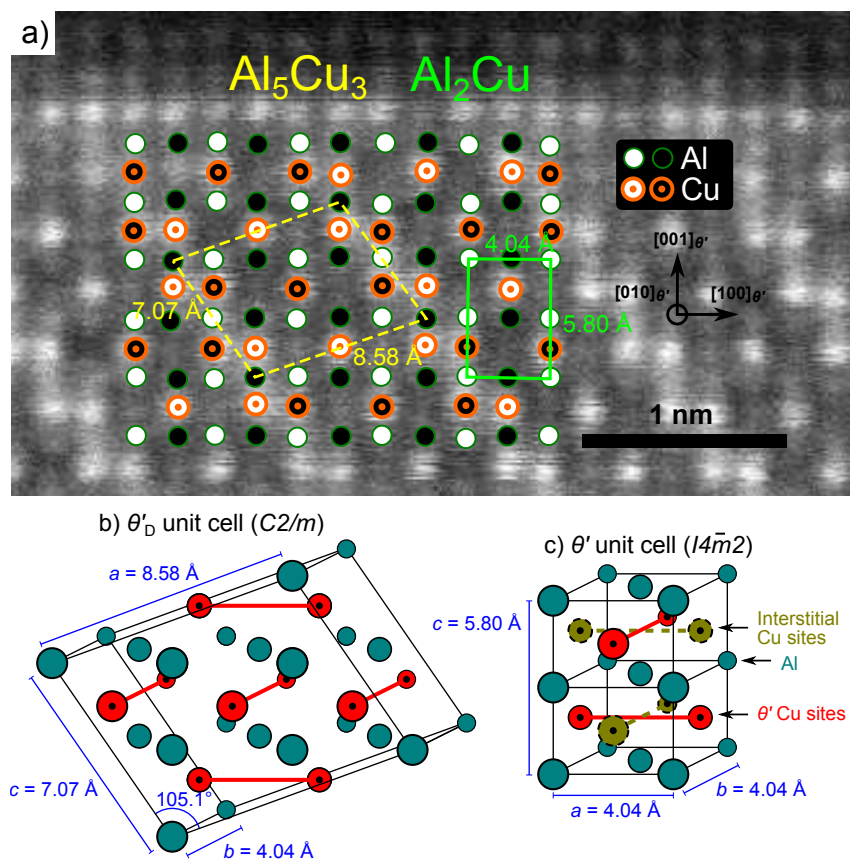 a)
Al₅Cu₃ Al₂Cu
Al
Cu
4.04 Å
[001]θ′
[010]θ′ [100]θ′
7.07 Å
5.80 Å
8.58 Å
1 nm
b) θ′D unit cell (C2/m)
a = 8.58 Å
c = 7.07 Å
105.1°
b = 4.04 Å
c) θ′ unit cell (I4̄m2)
c = 5.80 Å
Interstitial
Cu sites
Al
θ′ Cu sites
b = 4.04 Å
a = 4.04 Å